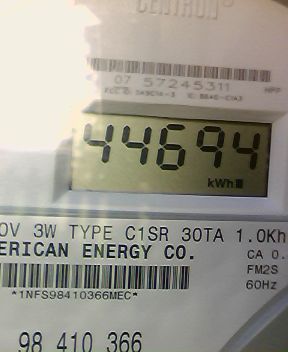 CENTRON®
07 57245311
44694
kWh
0V 3W TYPE C1SR 30TA 1.0Kh
ERICAN ENERGY CO.
CA 0.
FM2S
60Hz
*1NFS98410366MEC*
98 410 366